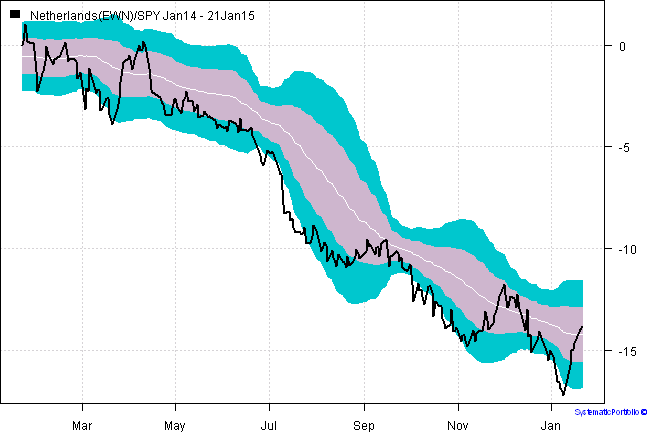 Netherlands(EWN)/SPY Jan14 - 21Jan15
0
-5
-10
-15
Mar May Jul Sep Nov Jan
SystematicPortfolio ©